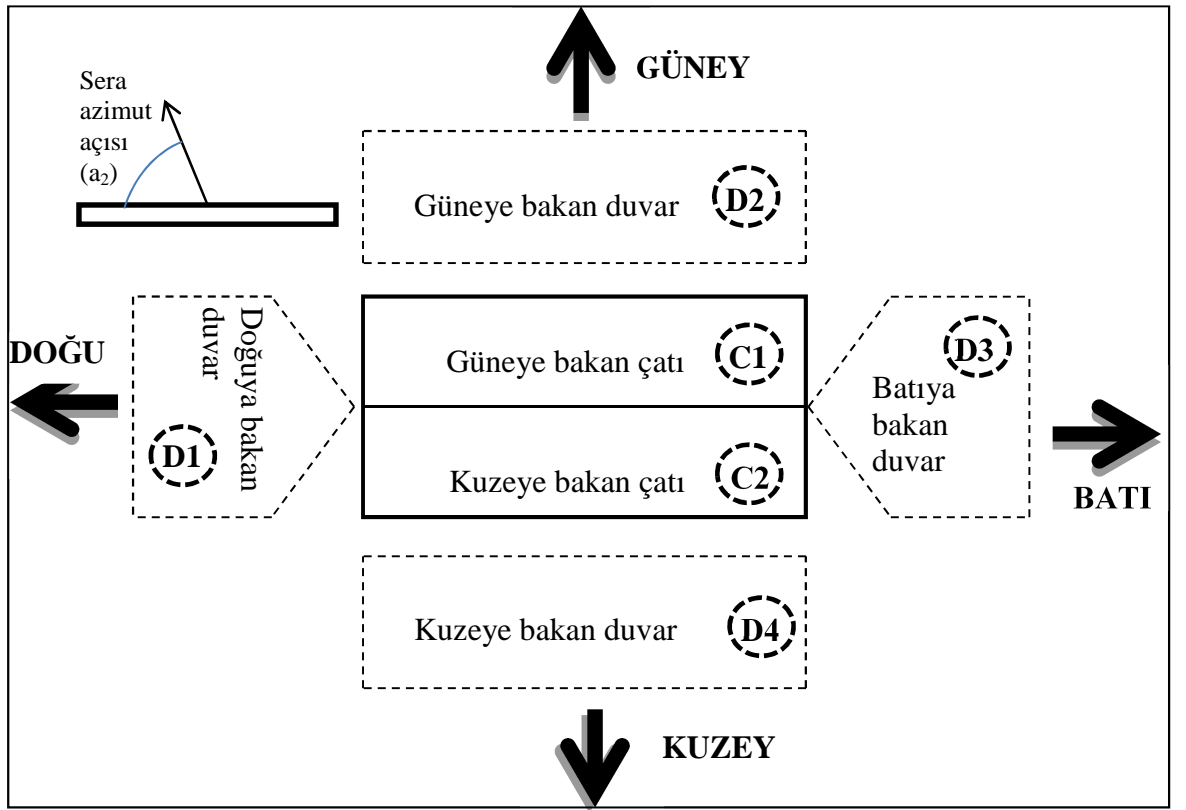 GÜNEY
Sera
azimut
açısı
(a₂)
Güneye bakan duvar
D2
DOĞU
Doğuya bakan
duvar
D1
Güneye bakan çatı
C1
Kuzeye bakan çatı
C2
D3
Batıya
bakan
duvar
BATI
Kuzeye bakan duvar
D4
KUZEY